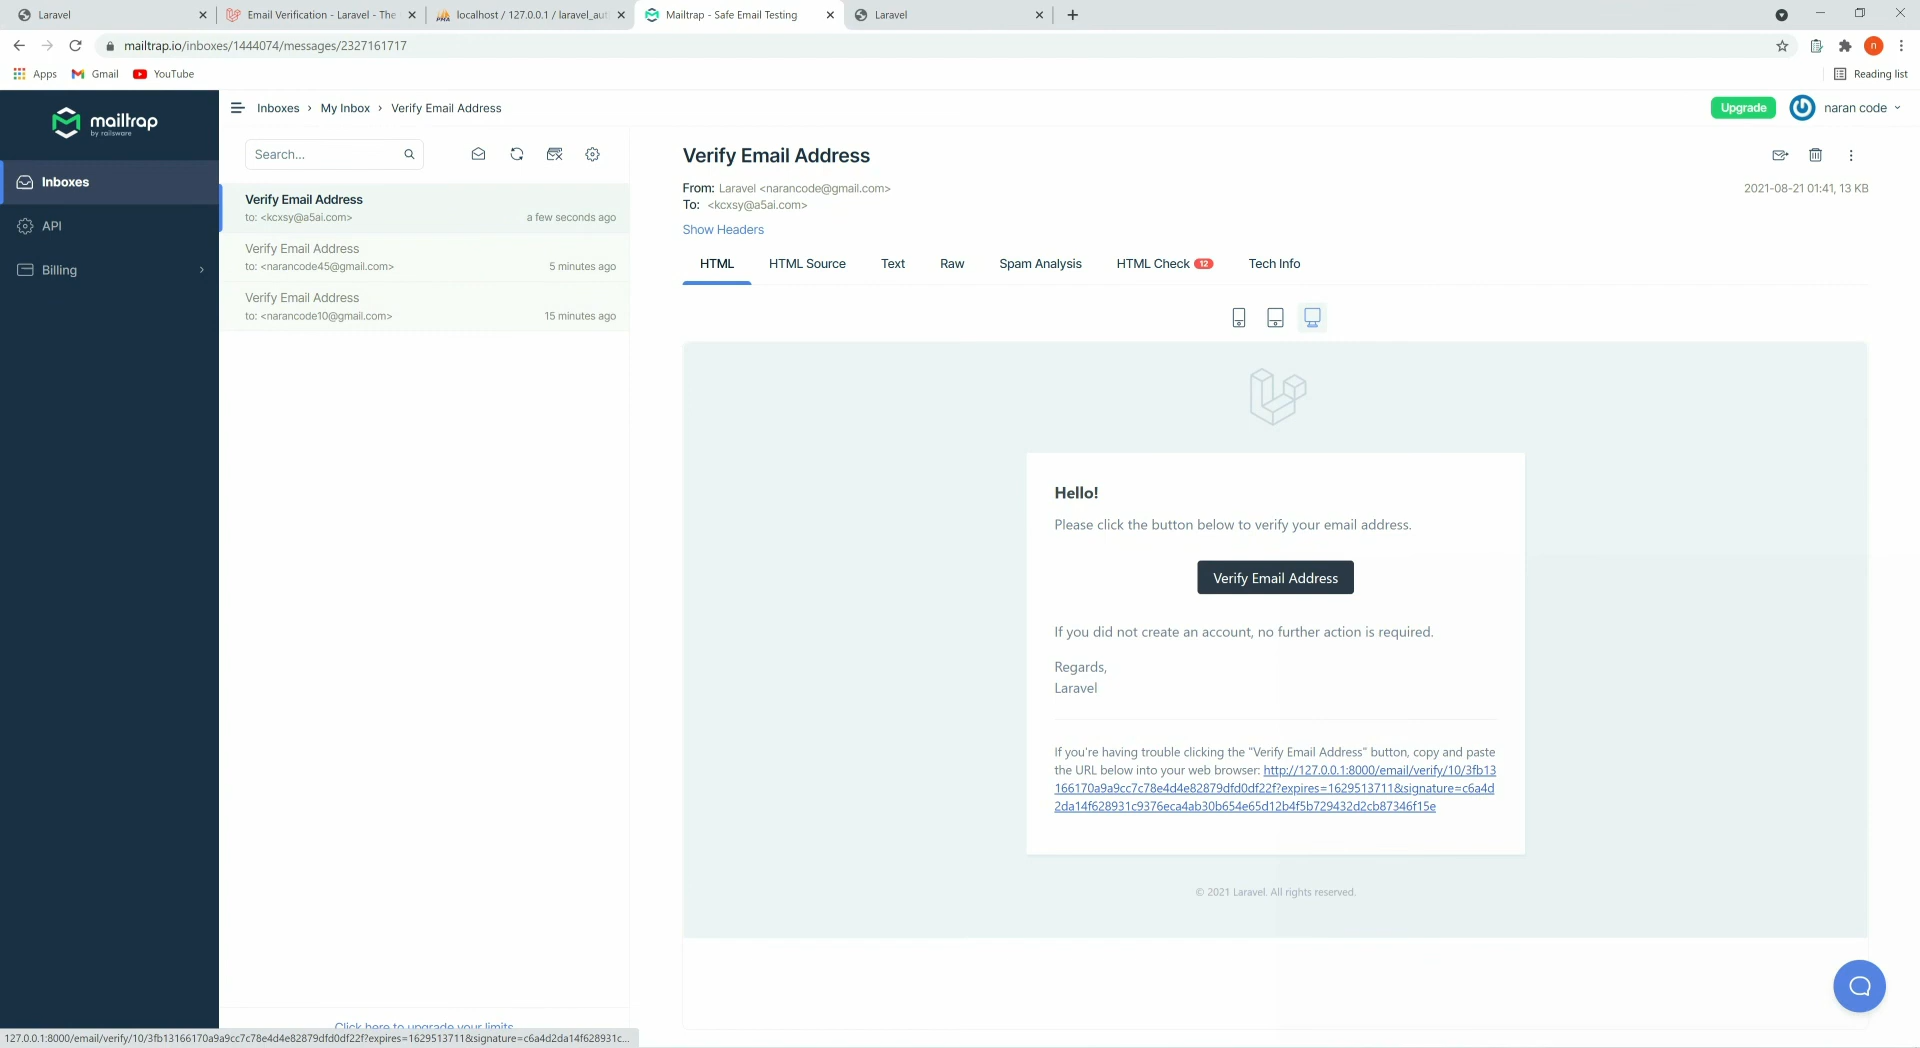 Laravel
Email Verification - Laravel - The
localhost / 127.0.0.1 / laravel_aut
Mailtrap - Safe Email Testing
Laravel
mailtrap.io/inboxes/1444074/messages/2327161717
n
Apps
Gmail
YouTube
Reading list
mailtrap
by railsware
Inboxes › My Inbox › Verify Email Address
Upgrade
naran code
Inboxes
API
Billing
Search...
Verify Email Address
to: <kcxsy@a5ai.com>
a few seconds ago
Verify Email Address
to: <narancode45@gmail.com>
5 minutes ago
Verify Email Address
to: <narancode10@gmail.com>
15 minutes ago
Click here to upgrade your limits
Verify Email Address
From: Laravel <narancode@gmail.com>
2021-08-21 01:41, 13 KB
To: <kcxsy@a5ai.com>
Show Headers
HTML
HTML Source
Text
Raw
Spam Analysis
HTML Check 12
Tech Info
Hello!
Please click the button below to verify your email address.
Verify Email Address
If you did not create an account, no further action is required.
Regards,
Laravel
If you're having trouble clicking the "Verify Email Address" button, copy and paste
the URL below into your web browser: http://127.0.0.1:8000/email/verify/10/3fb13
166170a9a9cc7c78e4d4e82879dfd0df22f?expires=1629513711&signature=c6a4d
2da14f628931c9376eca4ab30b654e65d12b4f5b729432d2cb87346f15e
© 2021 Laravel. All rights reserved.
127.0.0.1:8000/email/verify/10/3fb13166170a9a9cc7c78e4d4e82879dfd0df22f?expires=1629513711&signature=c6a4d2da14f628931c...